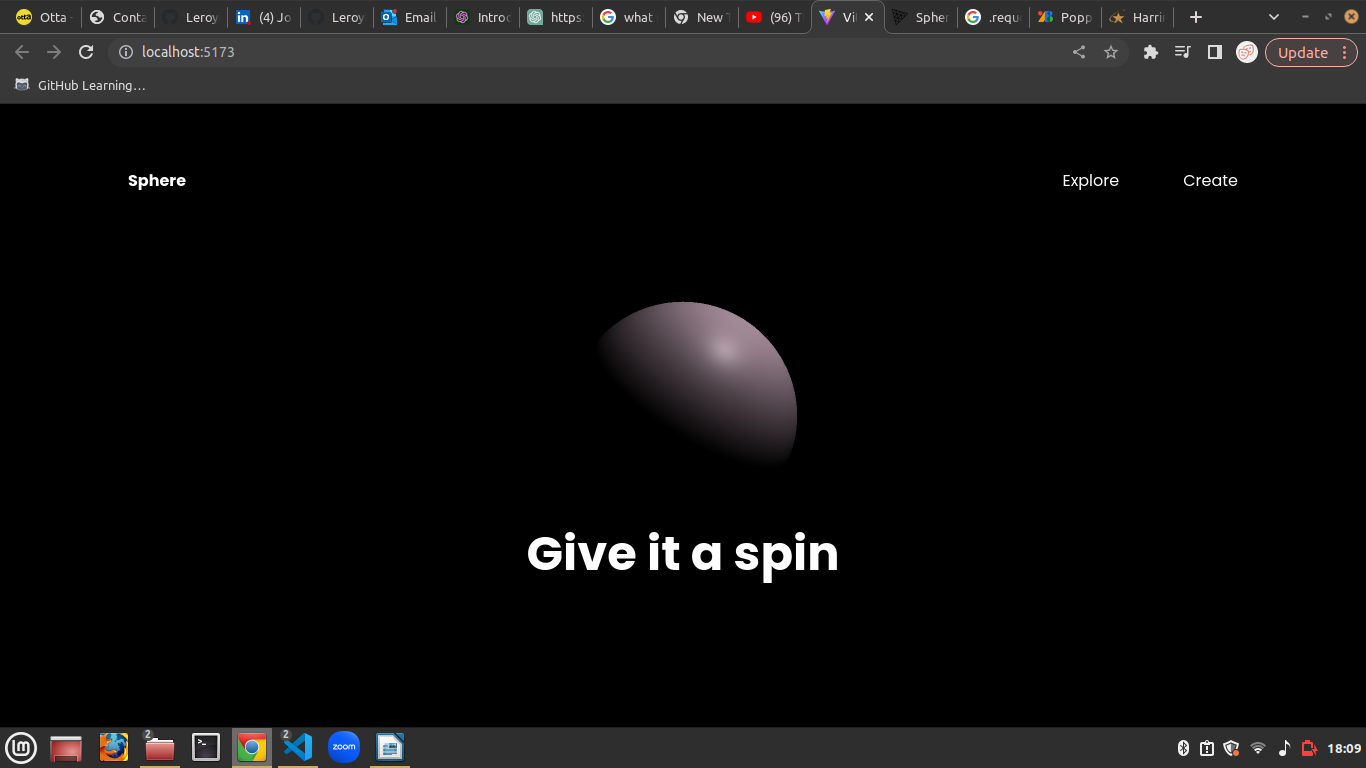 Otta
Conta
Leroy
(4) Jo
Leroy
Email
Introd
https:
what
New T
(96) T
Vi
Spher
.requ
Popp
Harri
localhost:5173
Update
GitHub Learning…
Sphere
Explore
Create
Give it a spin
2
2
zoom
18:09